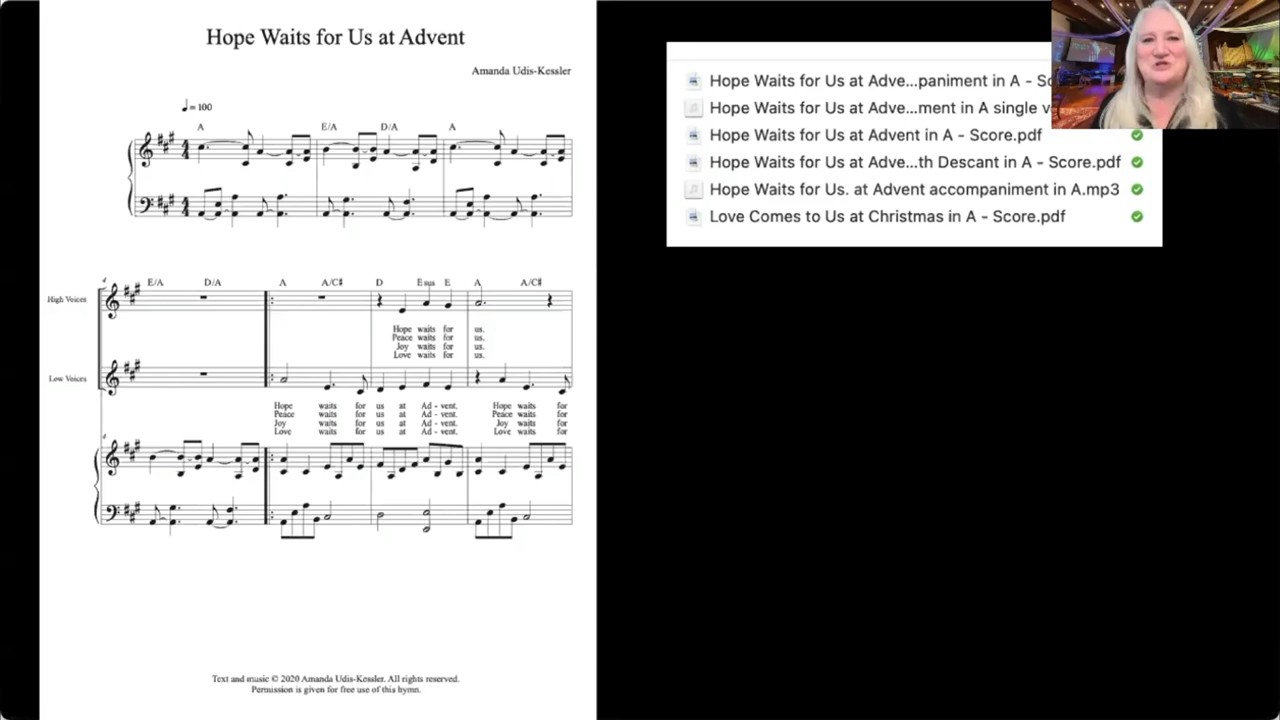 Hope Waits for Us at Advent
Amanda Udis-Kessler
= 100
A E/A D/A A
4 E/A D/A A A/C# D E sus E A A/C#
High Voices
Hope waits for us.
Peace waits for us.
Joy waits for us.
Love waits for us.
Low Voices
Hope waits for us at Ad - vent. Hope waits for
Peace waits for us at Ad - vent. Peace waits for
Joy waits for us at Ad - vent. Joy waits for
Love waits for us at Ad - vent. Love waits for
4
Text and music © 2020 Amanda Udis-Kessler. All rights reserved.
Permission is given for free use of this hymn.
Hope Waits for Us at Adve...paniment in A - Sc
Hope Waits for Us at Adve...ment in A single v
Hope Waits for Us at Advent in A - Score.pdf
Hope Waits for Us at Adve...th Descant in A - Score.pdf
Hope Waits for Us. at Advent accompaniment in A.mp3
Love Comes to Us at Christmas in A - Score.pdf